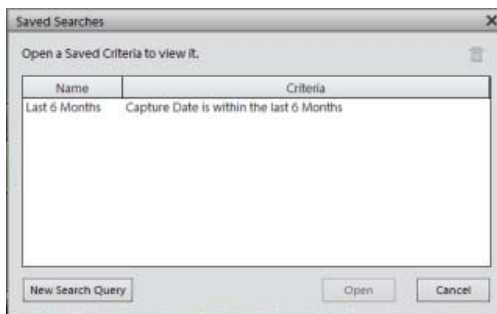 Saved Searches
Open a Saved Criteria to view it.
Name Criteria
Last 6 Months Capture Date is within the last 6 Months
New Search Query Open Cancel